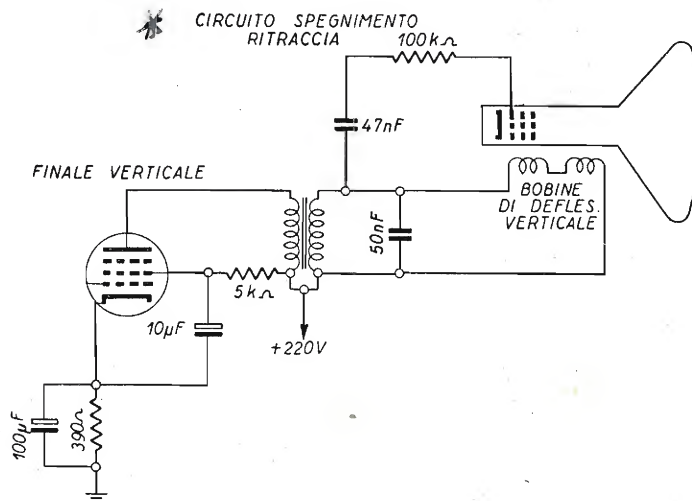 CIRCUITO SPEGNIMENTO
RITRACCIA
100kΩ
47nF
FINALE VERTICALE
BOBINE
DI DEFLES.
VERTICALE
50nF
5kΩ
10µF
+220V
100µF
390Ω